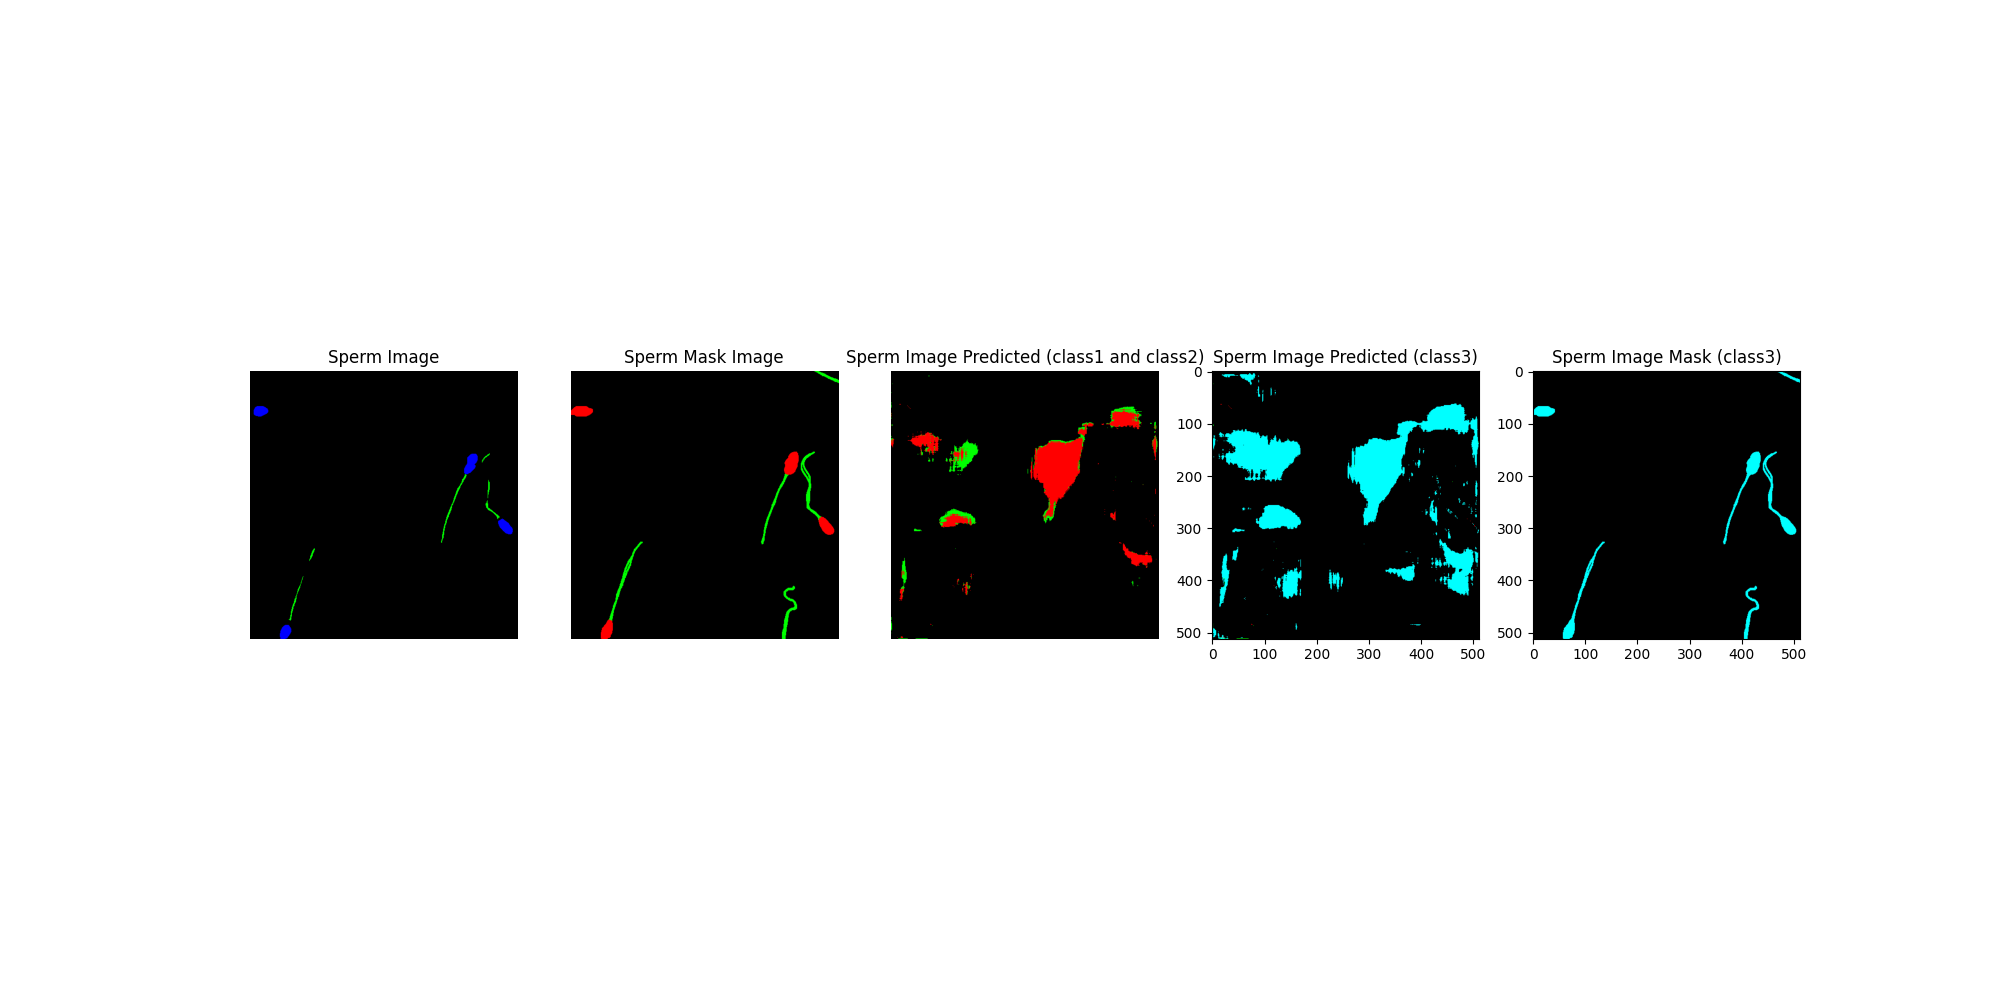 Sperm Image
Sperm Mask Image
Sperm Image Predicted (class1 and class2)
Sperm Image Predicted (class3)
Sperm Image Mask (class3)
0
100
200
300
400
500
0 100 200 300 400 500
0
100
200
300
400
500
0 100 200 300 400 500